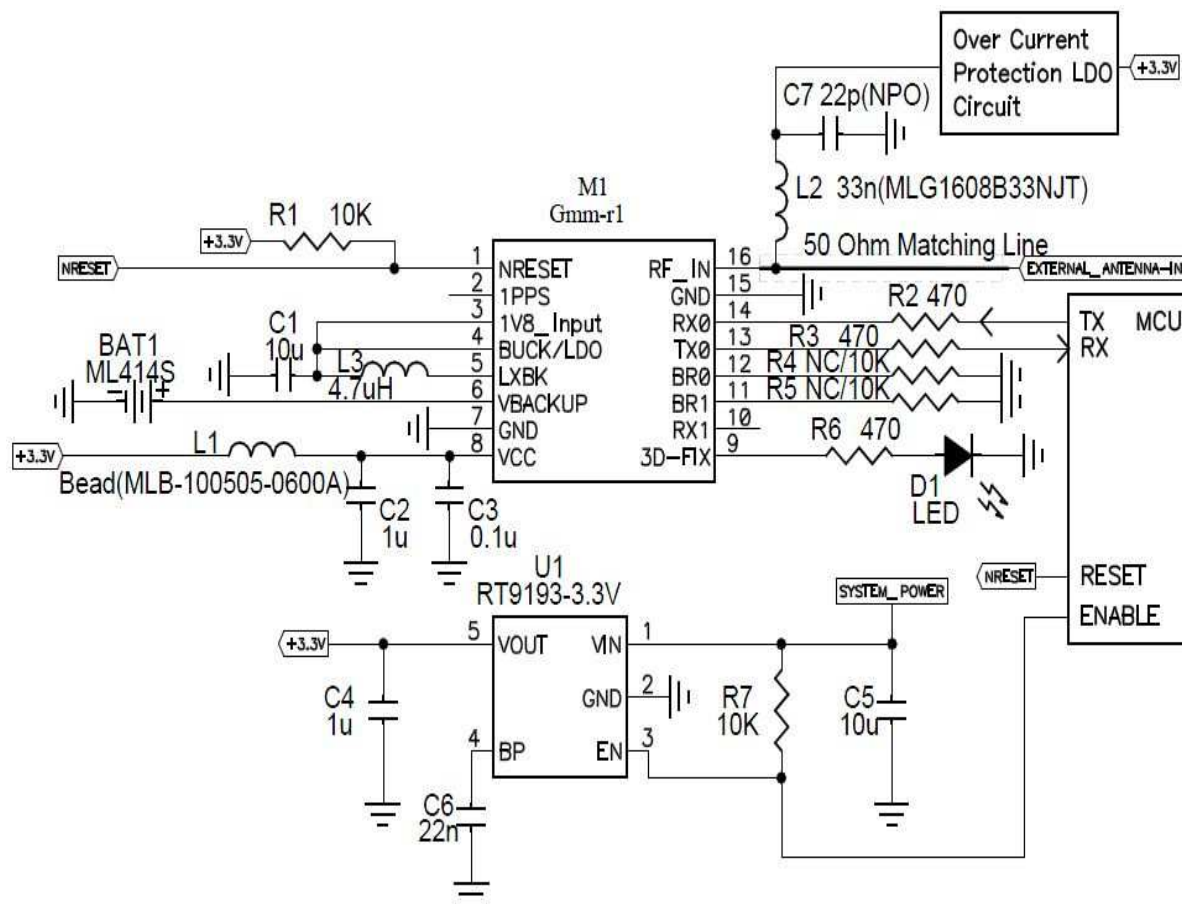 Over Current
Protection LDO
Circuit
+3.3V
C7 22p(NPO)
L2 33n(MLG1608B33NJT)
M1
Gmm-r1
R1 10K
+3.3V
50 Ohm Matching Line
NRESET
1 NRESET
RF_IN 16
EXTERNAL_ANTENNA-IN
2 1PPS
GND 15
3 1V8_Input
RX0 14
R2 470
TX MCU
C1
10u
4 BUCK/LDO
TX0 13
R3 470
RX
BAT1
ML414S
L3
4.7uH
5 LXBK
BR0 12
R4 NC/10K
- +
6 VBACKUP
BR1 11
R5 NC/10K
7 GND
RX1 10
+3.3V
L1
8 VCC
3D-FIX 9
R6 470
Bead(MLB-100505-0600A)
D1
LED
C2
1u
C3
0.1u
U1
RT9193-3.3V
NRESET
RESET
SYSTEM_POWER
ENABLE
+3.3V
5 VOUT
VIN 1
C4
1u
GND 2
R7
10K
C5
10u
4 BP
EN 3
C6
22n